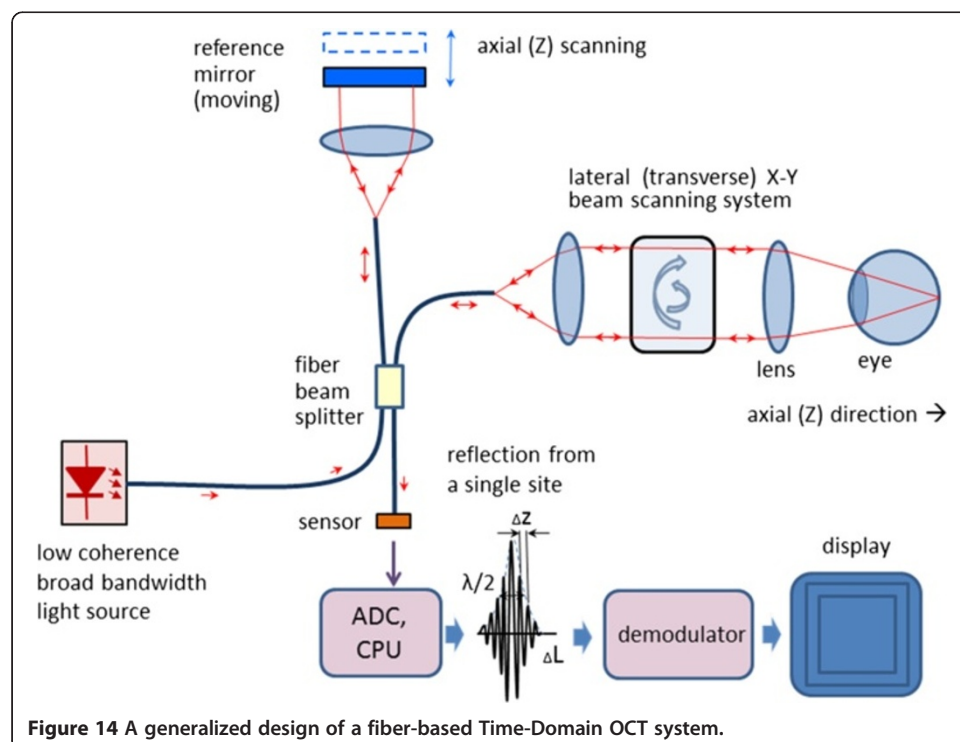 reference
mirror
(moving)
axial (Z) scanning
lateral (transverse) X-Y
beam scanning system
lens
eye
axial (Z) direction →
fiber
beam
splitter
reflection from
a single site
sensor
Δz
λ/2
ΔL
low coherence
broad bandwidth
light source
ADC,
CPU
demodulator
display
Figure 14 A generalized design of a fiber-based Time-Domain OCT system.